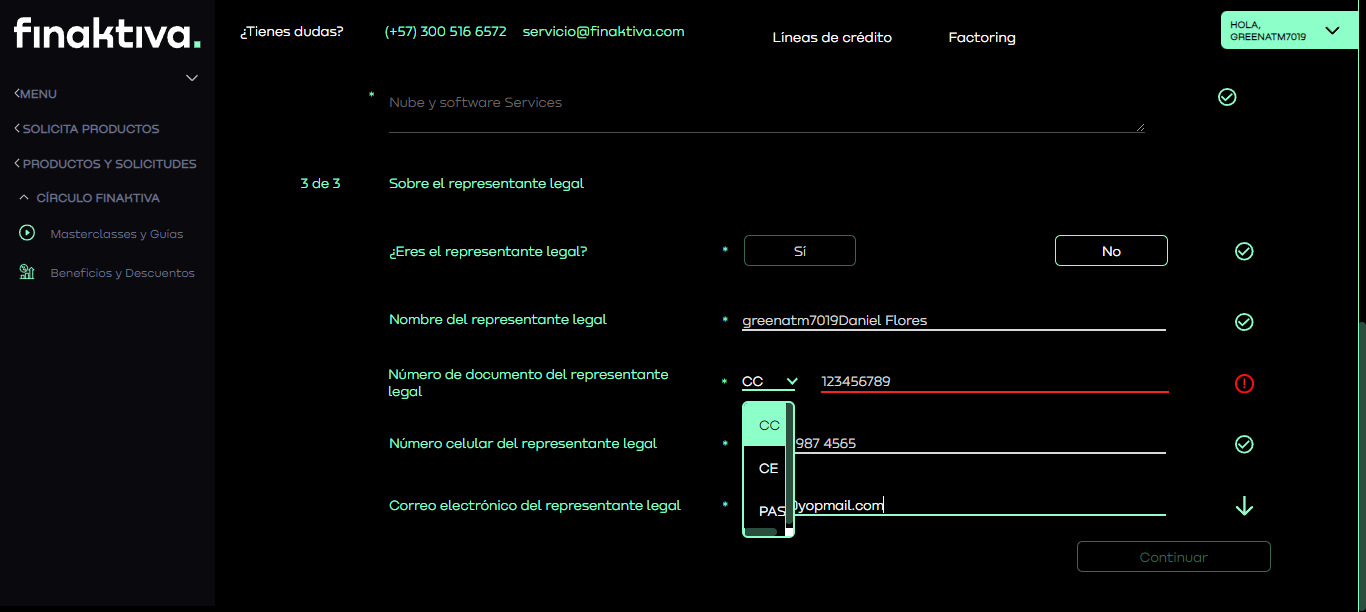 finaktiva.
¿Tienes dudas?
(+57) 300 516 6572
servicio@finaktiva.com
Líneas de crédito
Factoring
HOLA,
GREENATM7019
MENU
SOLICITA PRODUCTOS
PRODUCTOS Y SOLICITUDES
CÍRCULO FINAKTIVA
Masterclasses y Guias
Beneficios y Descuentos
* Nube y software Services
3 de 3 Sobre el representante legal
¿Eres el representante legal? * Sí No
Nombre del representante legal * greenatm7019Daniel Flores
Número de documento del representante
legal * CC 123456789
CC
CE
PAS
Número celular del representante legal * 987 4565
Correo electrónico del representante legal * yopmail.com
Continuar